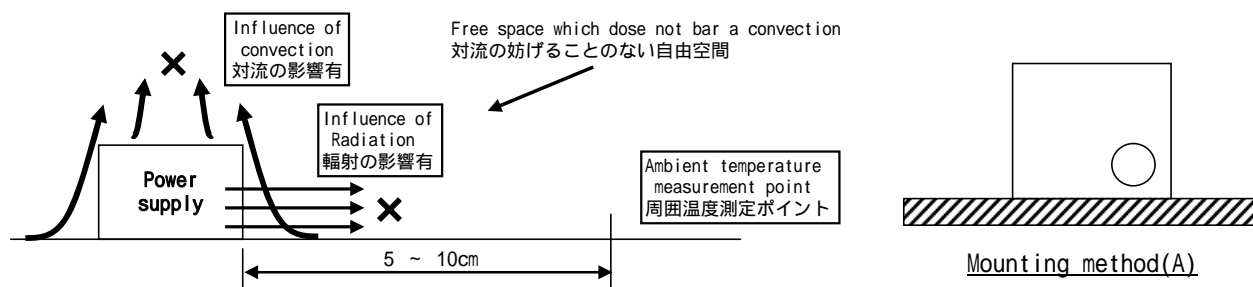 Influence of
convection
対流の影響有
Free space which dose not bar a convection
対流の妨げることのない自由空間
Influence of
Radiation
輻射の影響有
Power
supply
Ambient temperature
measurement point
周囲温度測定ポイント
5 ~ 10cm
Mounting method(A)